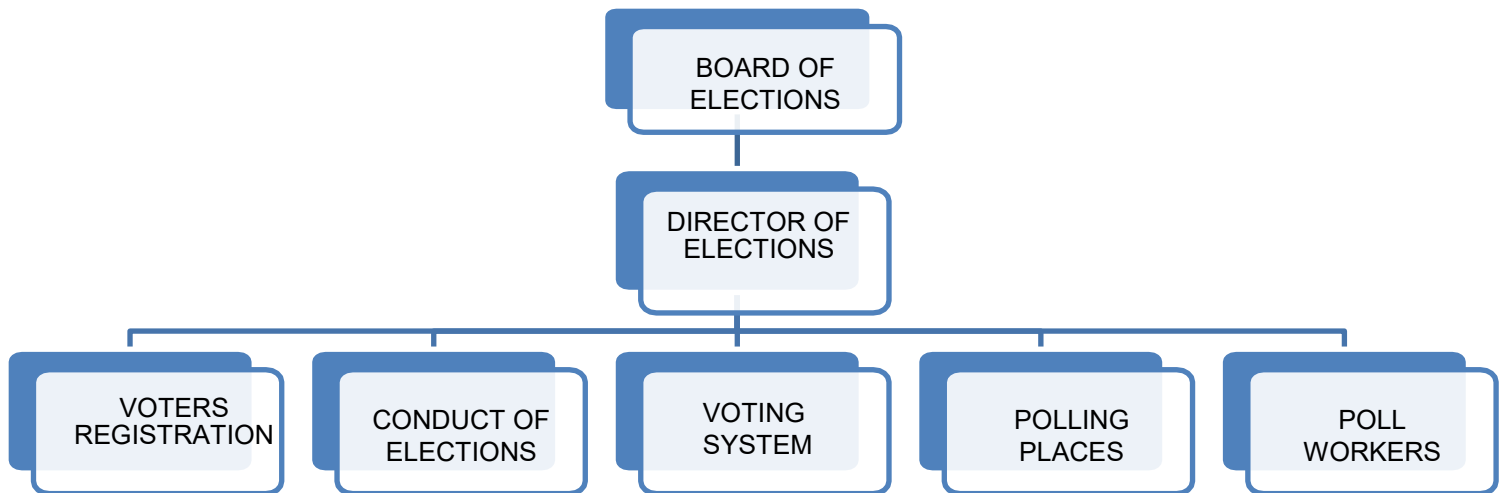 BOARD OF
ELECTIONS
DIRECTOR OF
ELECTIONS
VOTERS
REGISTRATION
CONDUCT OF
ELECTIONS
VOTING
SYSTEM
POLLING
PLACES
POLL
WORKERS